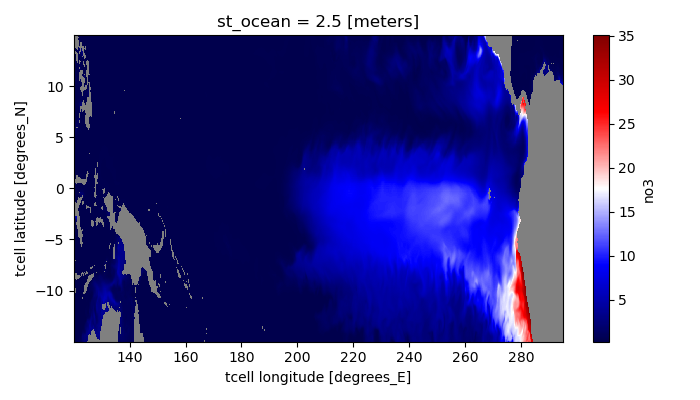 st_ocean = 2.5 [meters]
10
5
0
−5
−10
tcell latitude [degrees_N]
140 160 180 200 220 240 260 280
tcell longitude [degrees_E]
35
30
25
20
15
10
5
no3